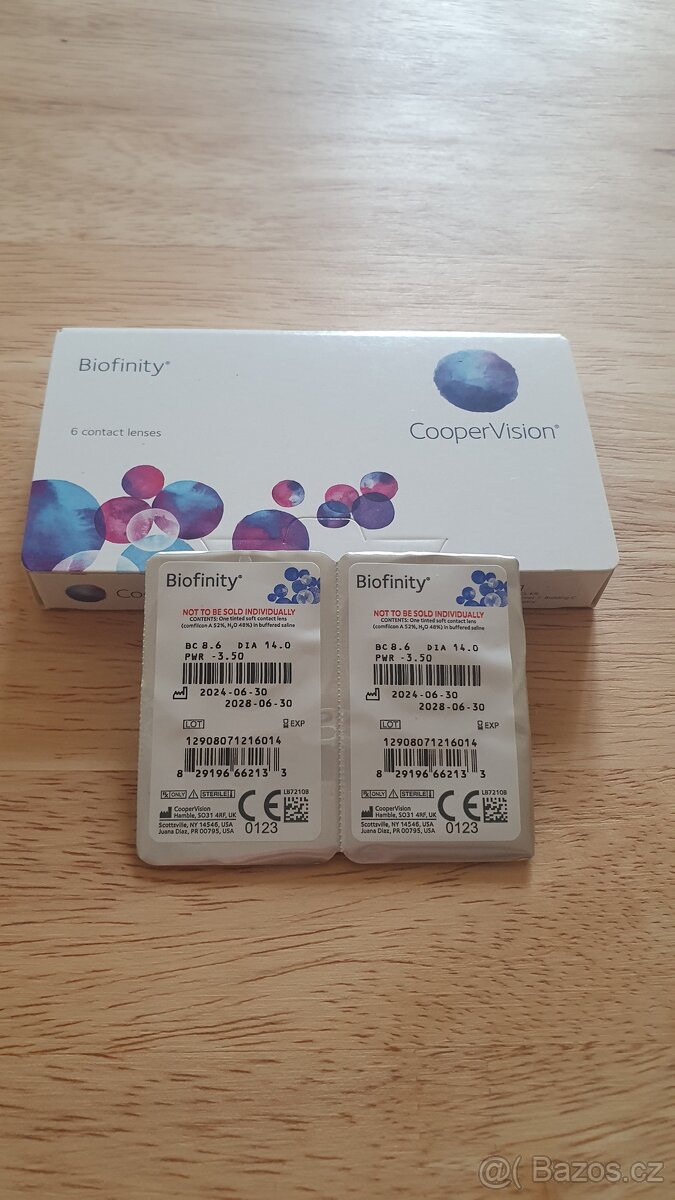 Biofinity®
6 contact lenses
CooperVision®
Biofinity®
NOT TO BE SOLD INDIVIDUALLY
CONTENTS: One tinted soft contact lens
(comfilcon A 52%, H₂O 48%) in buffered saline
BC 8.6 DIA 14.0
PWR -3.50
2024-06-30
2028-06-30
LOT EXP
12908071216014
8 29196 66213 3
Rx ONLY STERILE
LB7210B
CooperVision
Hamble, SO31 4RF, UK
Scottsville, NY 14546, USA
Juana Diaz, PR 00795, USA
CE
0123
Biofinity®
NOT TO BE SOLD INDIVIDUALLY
CONTENTS: One tinted soft contact lens
(comfilcon A 52%, H₂O 48%) in buffered saline
BC 8.6 DIA 14.0
PWR -3.50
2024-06-30
2028-06-30
LOT EXP
12908071216014
8 29196 66213 3
Rx ONLY STERILE
LB7210B
CooperVision
Hamble, SO31 4RF, UK
Scottsville, NY 14546, USA
Juana Diaz, PR 00795, USA
CE
0123
@( Bazos.cz